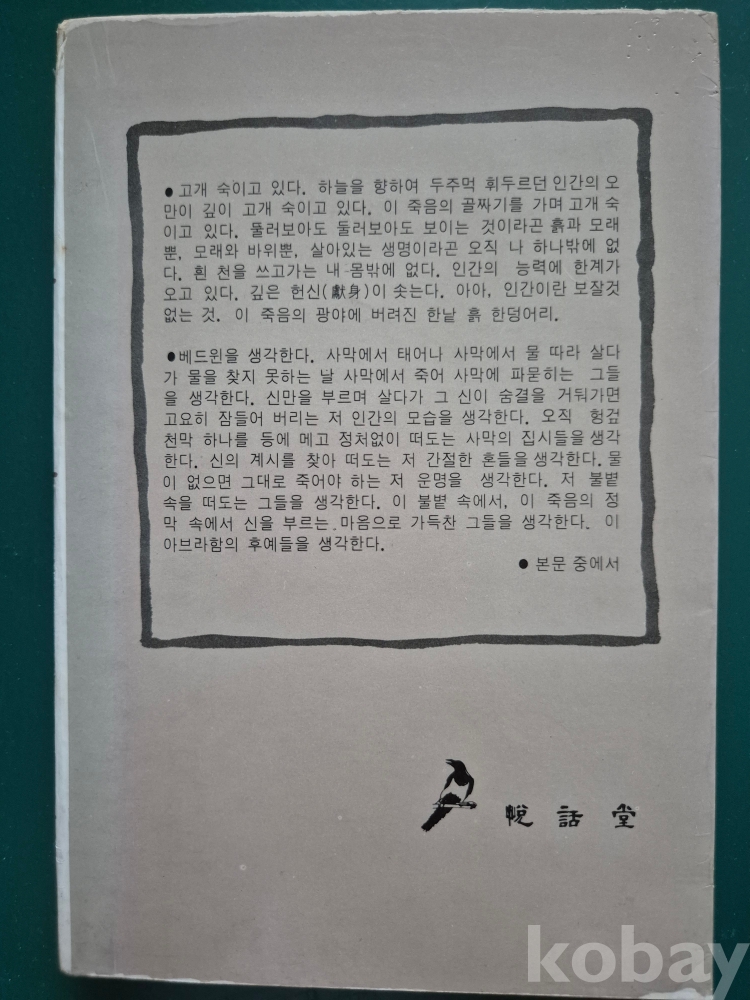 ● 고개 숙이고 있다. 하늘을 향하여 두주먹 휘두르던 인간의 오
만이 깊이 고개 숙이고 있다. 이 죽음의 골짜기를 가며 고개 숙
이고 있다. 둘러보아도 둘러보아도 보이는 것이라곤 흙과 모래
뿐, 모래와 바위뿐, 살아있는 생명이라곤 오직 나 하나밖에 없
다. 흰 천을 쓰고가는 내 몸밖에 없다. 인간의 능력에 한계가
오고 있다. 깊은 헌신(獻身)이 솟는다. 아아, 인간이란 보잘것
없는 것. 이 죽음의 광야에 버려진 한낱 흙 한덩어리.
● 베드윈을 생각한다. 사막에서 태어나 사막에서 물 따라 살다
가 물을 찾지 못하는 날 사막에서 죽어 사막에 파묻히는 그들
을 생각한다. 신만을 부르며 살다가 그 신이 숨결을 거둬가면
고요히 잠들어 버리는 저 인간의 모습을 생각한다. 오직 헝겊
천막 하나를 등에 메고 정처없이 떠도는 사막의 집시들을 생각
한다. 신의 계시를 찾아 떠도는 저 간절한 혼들을 생각한다. 물
이 없으면 그대로 죽어야 하는 저 운명을 생각한다. 저 불볕
속을 떠도는 그들을 생각한다. 이 불볕 속에서, 이 죽음의 정
막 속에서 신을 부르는 마음으로 가득찬 그들을 생각한다. 이
아브라함의 후예들을 생각한다.
● 본문 중에서
悅話堂
kobay